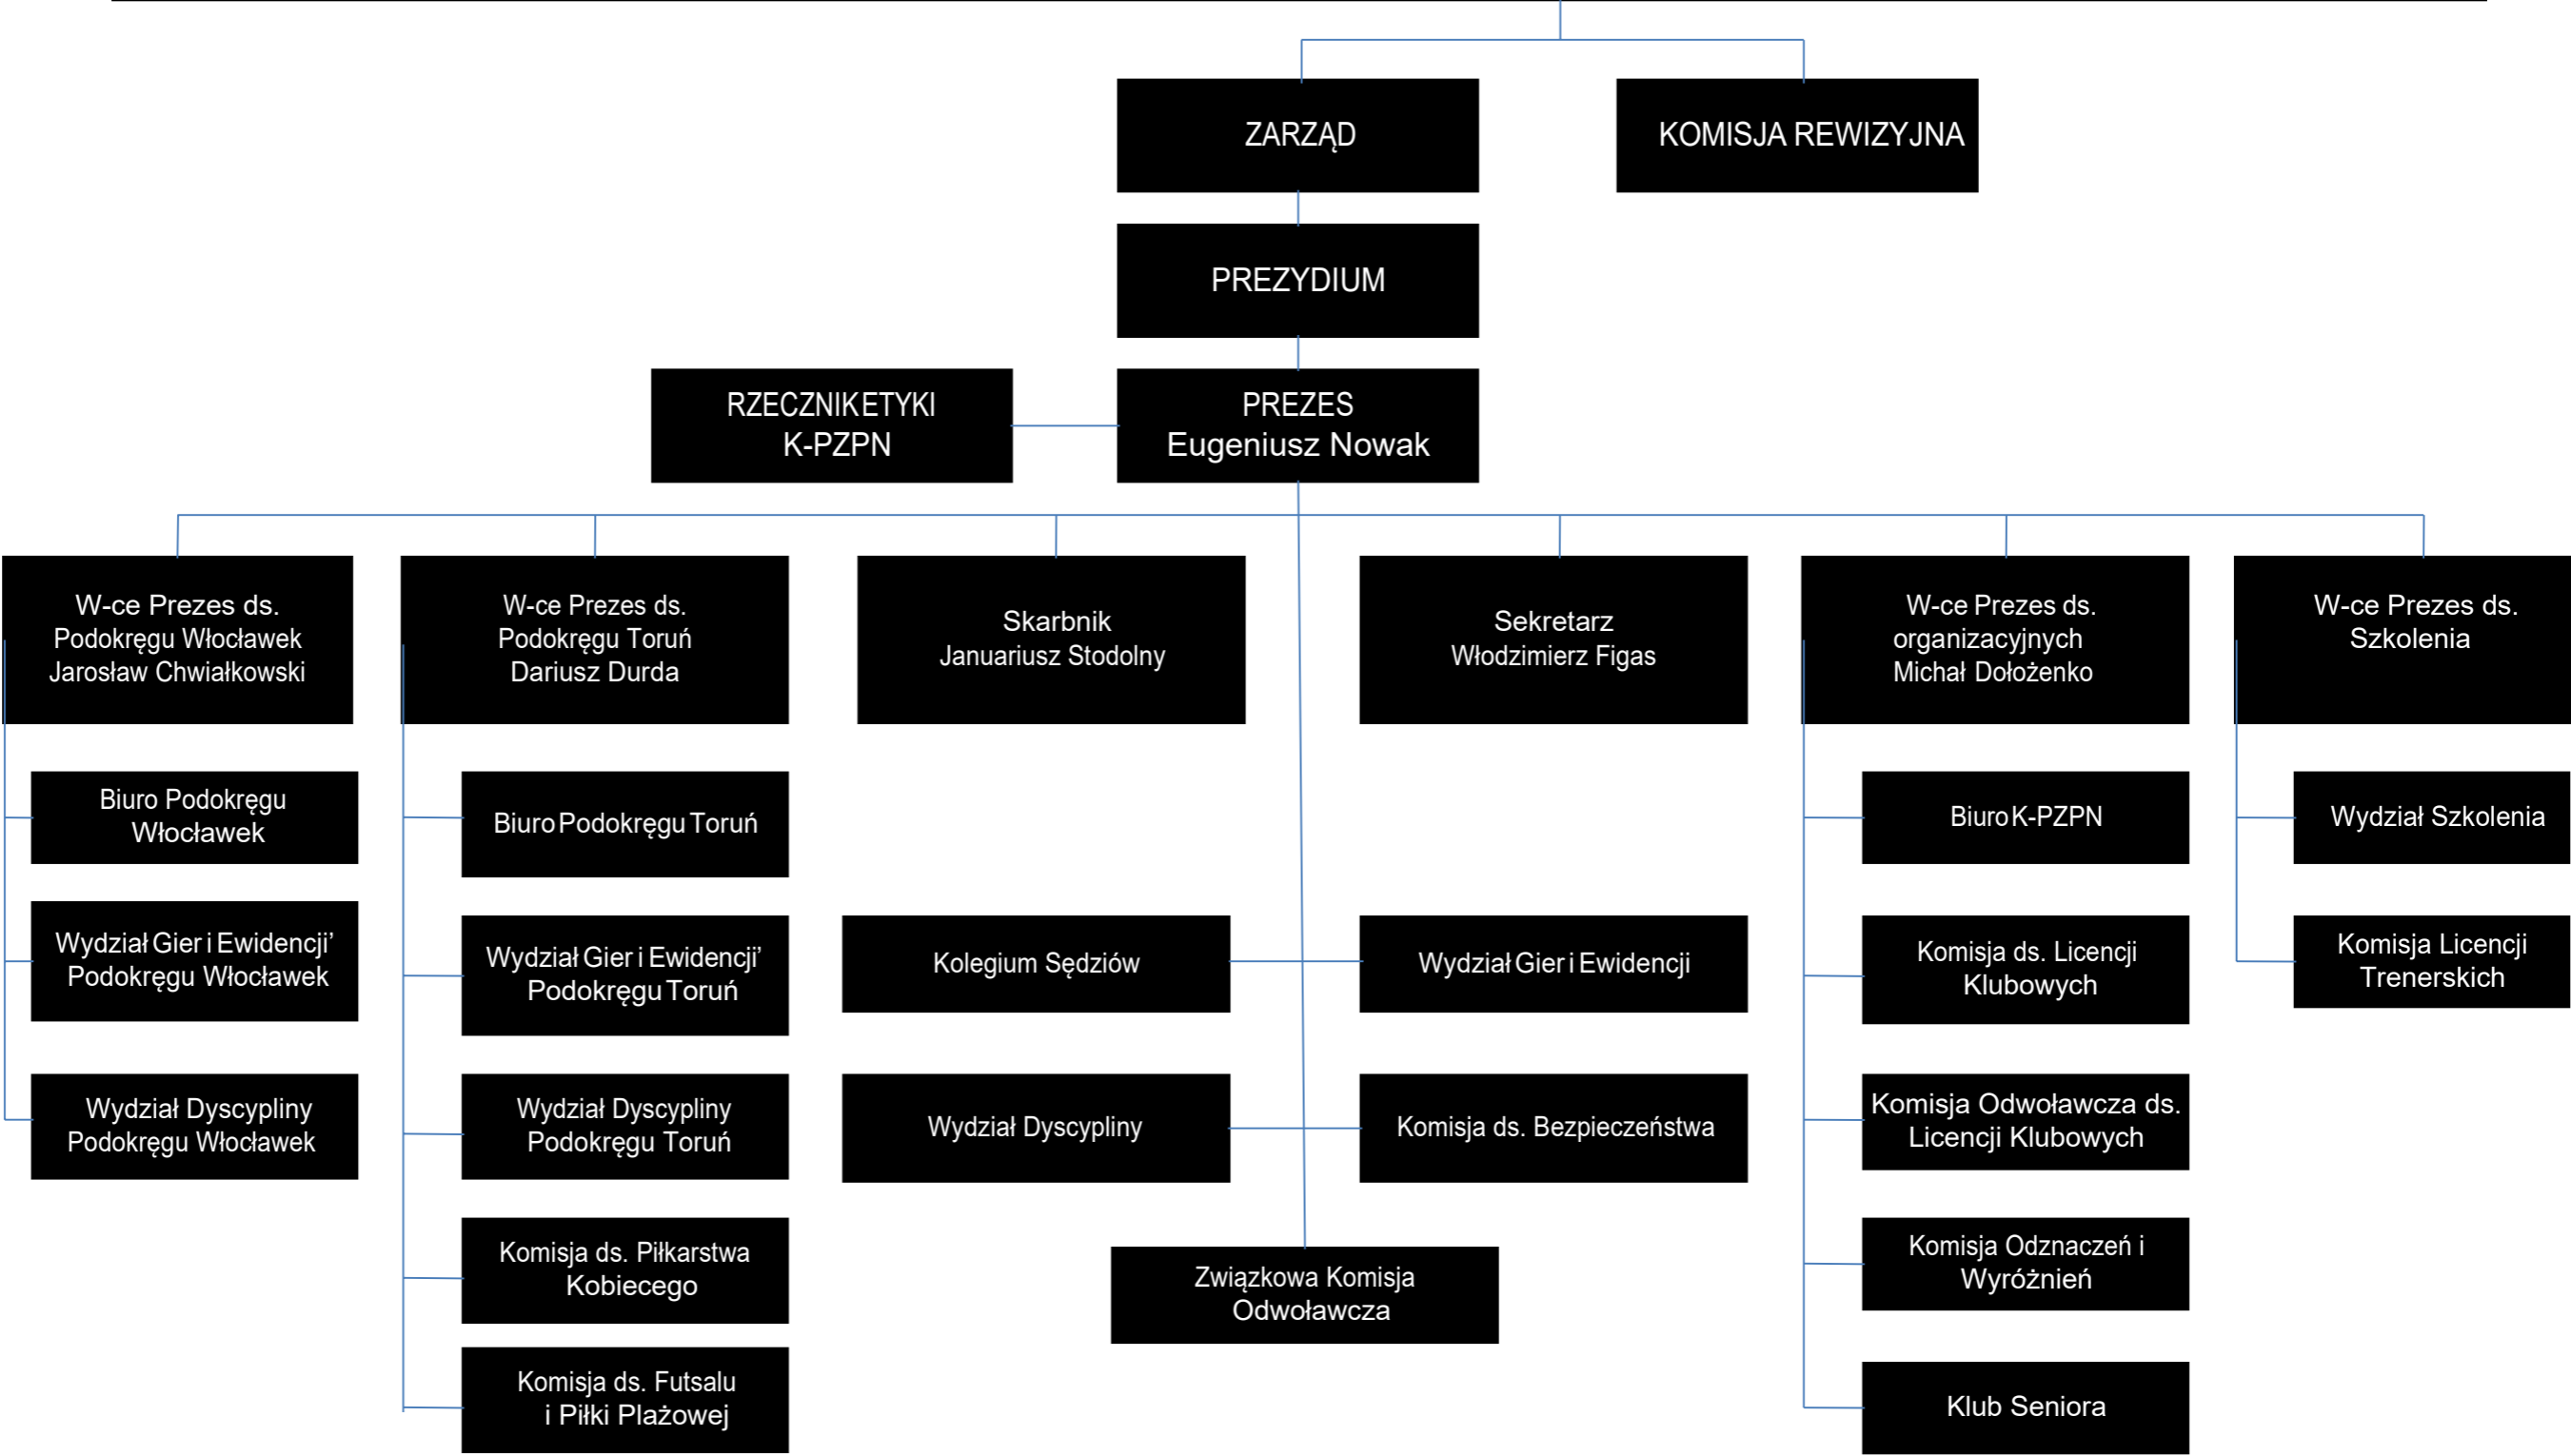 ZARZĄD
KOMISJA REWIZYJNA
PREZYDIUM
RZECZNIK ETYKI
K-PZPN
PREZES
Eugeniusz Nowak
W-ce Prezes ds.
Podokręgu Włocławek
Jarosław Chwiałkowski
W-ce Prezes ds.
Podokręgu Toruń
Dariusz Durda
Skarbnik
Januariusz Stodolny
Sekretarz
Włodzimierz Figas
W-ce Prezes ds.
organizacyjnych
Michał Dołożenko
W-ce Prezes ds.
Szkolenia
Biuro Podokręgu
Włocławek
Biuro Podokręgu Toruń
Biuro K-PZPN
Wydział Szkolenia
Wydział Gier i Ewidencji’
Podokręgu Włocławek
Wydział Gier i Ewidencji’
Podokręgu Toruń
Kolegium Sędziów
Wydział Gier i Ewidencji
Komisja ds. Licencji
Klubowych
Komisja Licencji
Trenerskich
Wydział Dyscypliny
Podokręgu Włocławek
Wydział Dyscypliny
Podokręgu Toruń
Wydział Dyscypliny
Komisja ds. Bezpieczeństwa
Komisja Odwoławcza ds.
Licencji Klubowych
Komisja ds. Piłkarstwa
Kobiecego
Związkowa Komisja
Odwoławcza
Komisja Odznaczeń i
Wyróżnień
Komisja ds. Futsalu
i Piłki Plażowej
Klub Seniora